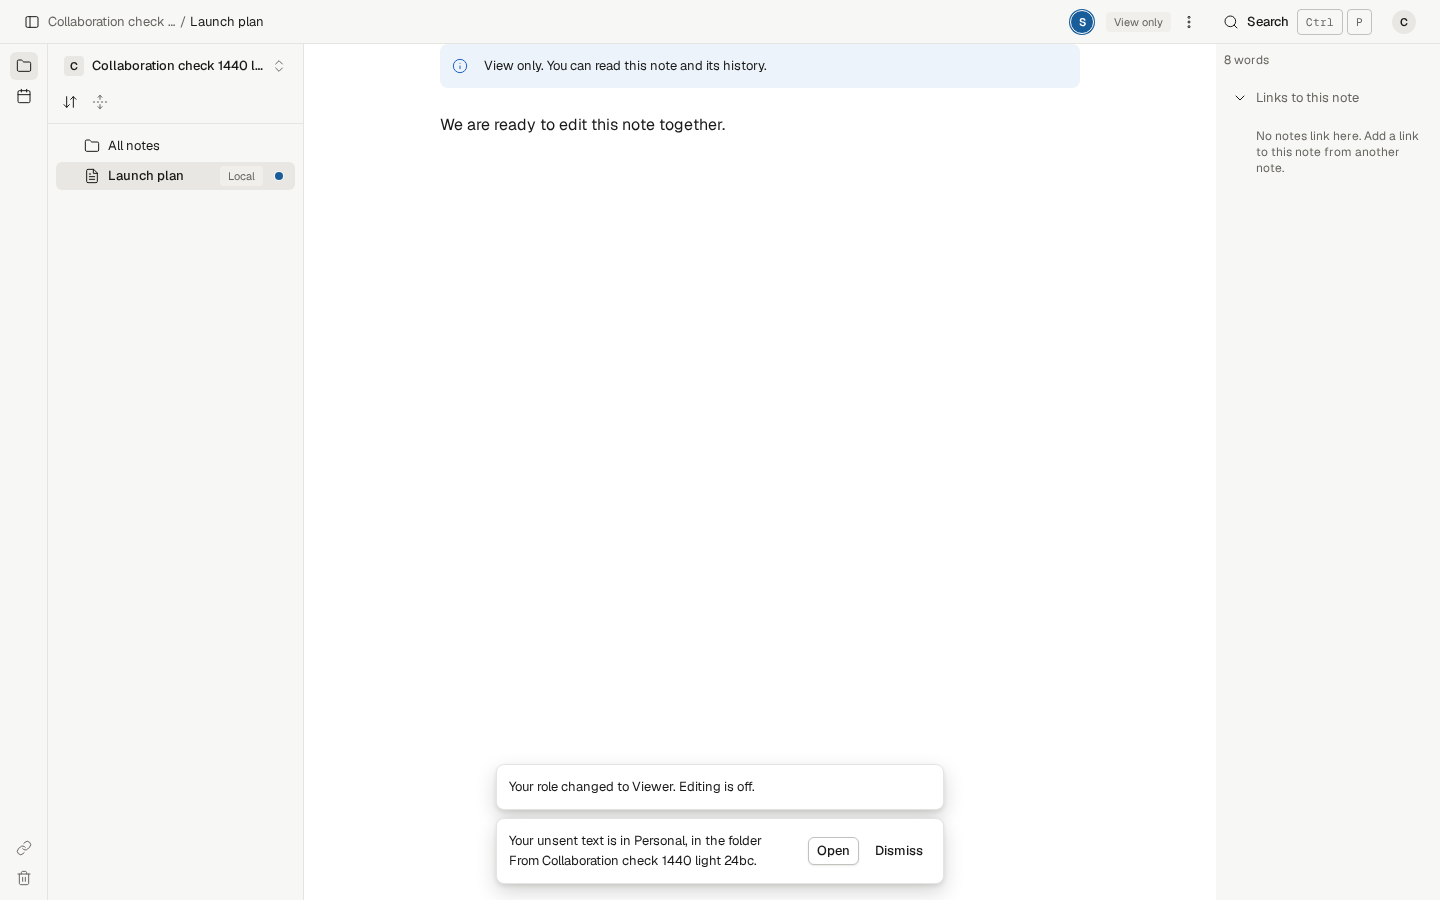 Collaboration check ... / Launch plan
S
View only
Search
Ctrl
P
C
C
Collaboration check 1440 l...
All notes
Launch plan
Local
View only. You can read this note and its history.
We are ready to edit this note together.
8 words
Links to this note
No notes link here. Add a link
to this note from another
note.
Your role changed to Viewer. Editing is off.
Your unsent text is in Personal, in the folder
From Collaboration check 1440 light 24bc.
Open
Dismiss